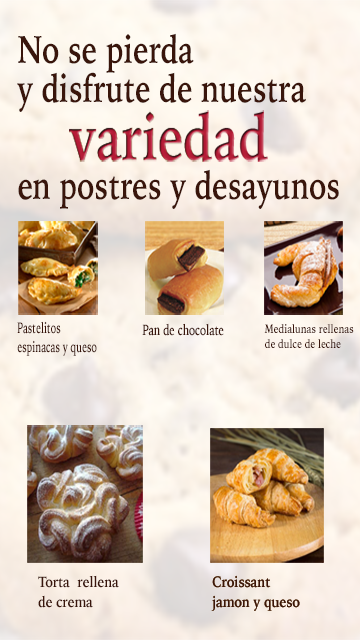 No se pierda
y disfrute de nuestra
variedad
en postres y desayunos
Pastelitos
espinacas y queso
Pan de chocolate
Medialunas rellenas
de dulce de leche
Torta rellena
de crema
Croissant
jamon y queso